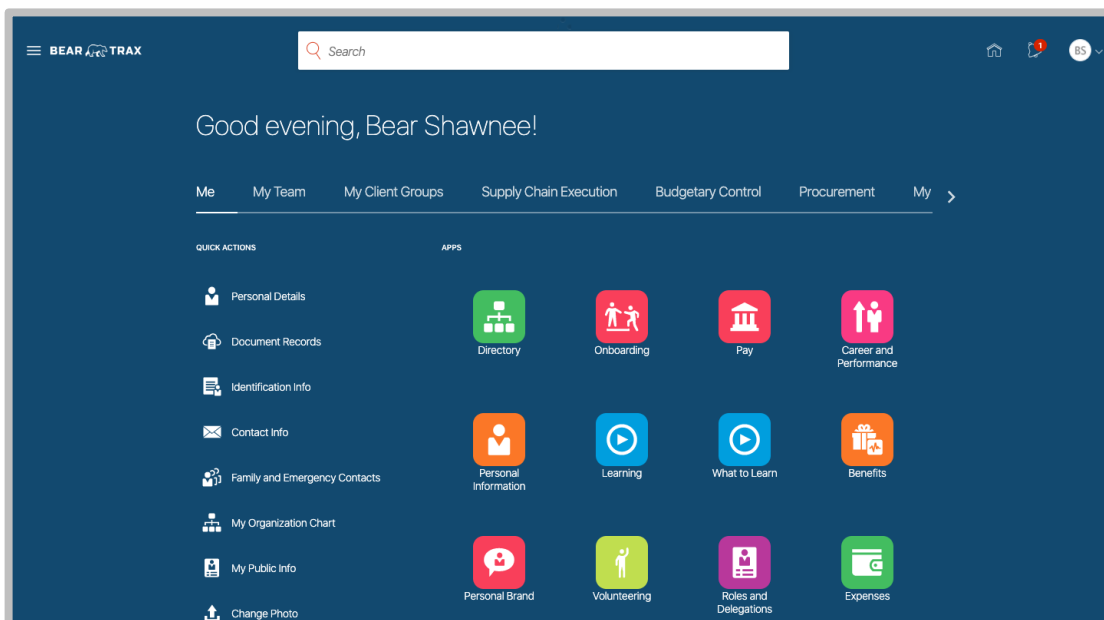 BEAR TRAX
Search
1
BS
Good evening, Bear Shawnee!
Me My Team My Client Groups Supply Chain Execution Budgetary Control Procurement My
QUICK ACTIONS
APPS
Personal Details
Document Records
Identification Info
Contact Info
Family and Emergency Contacts
My Organization Chart
My Public Info
Change Photo
Directory
Onboarding
Pay
Career and
Performance
Personal
Information
Learning
What to Learn
Benefits
Personal Brand
Volunteering
Roles and
Delegations
Expenses